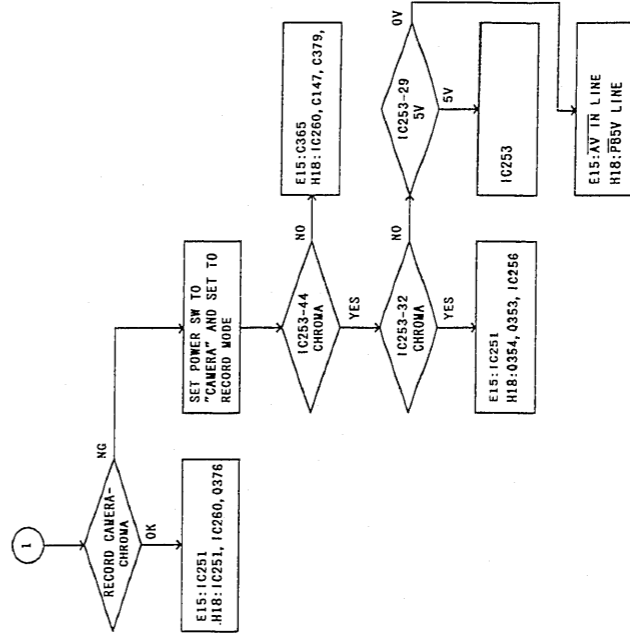 1
RECORD CAMERA-
CHROMA
NG
OK
E15:IC251
H18:IC251, IC260, Q376
SET POWER SW TO
"CAMERA" AND SET TO
RECORD MODE
IC253-44
CHROMA
NO
YES
E15:C365
H18:IC260, C147, C379,
IC253-32
CHROMA
NO
YES
E15:IC251
H18:Q354, Q353, IC256
IC253-29
5V
0V
5V
IC253
E15:A̅V̅ IN LINE
H18:P̅B̅5V LINE